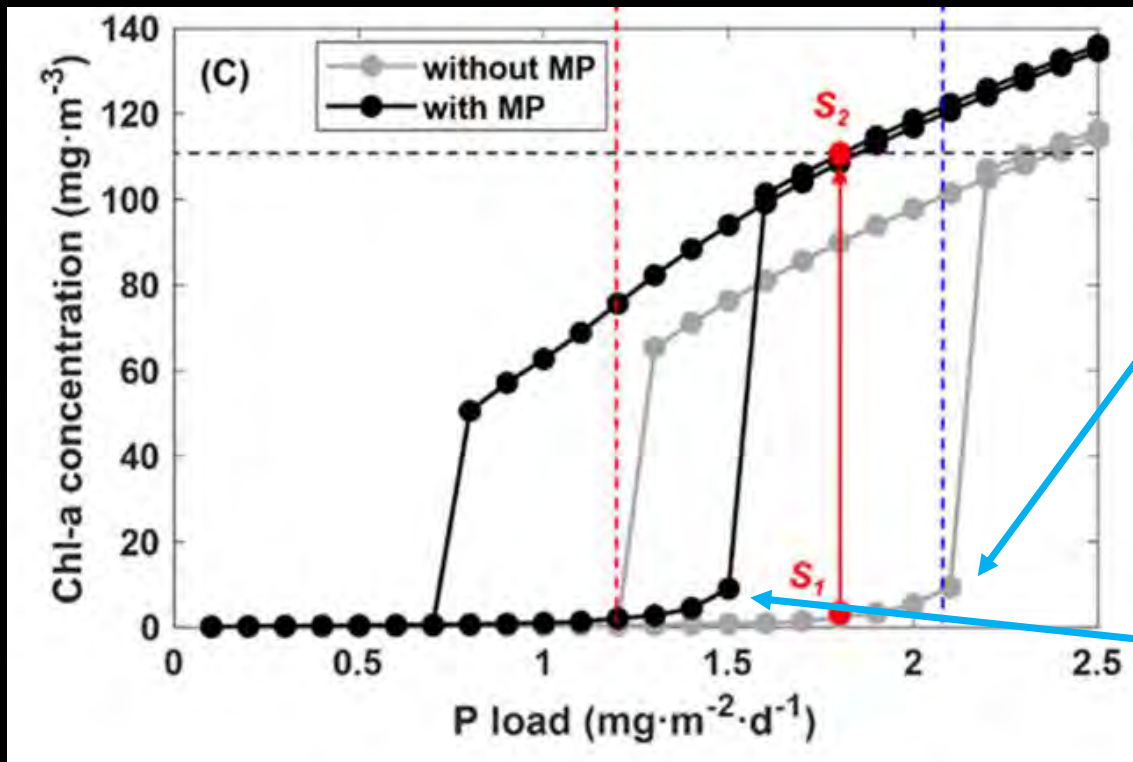 (C)
without MP
with MP
S₂
S₁
140
120
100
80
60
40
20
0
Chl-a concentration (mg·m⁻³)
0 0.5 1 1.5 2 2.5
P load (mg·m⁻²·d⁻¹)